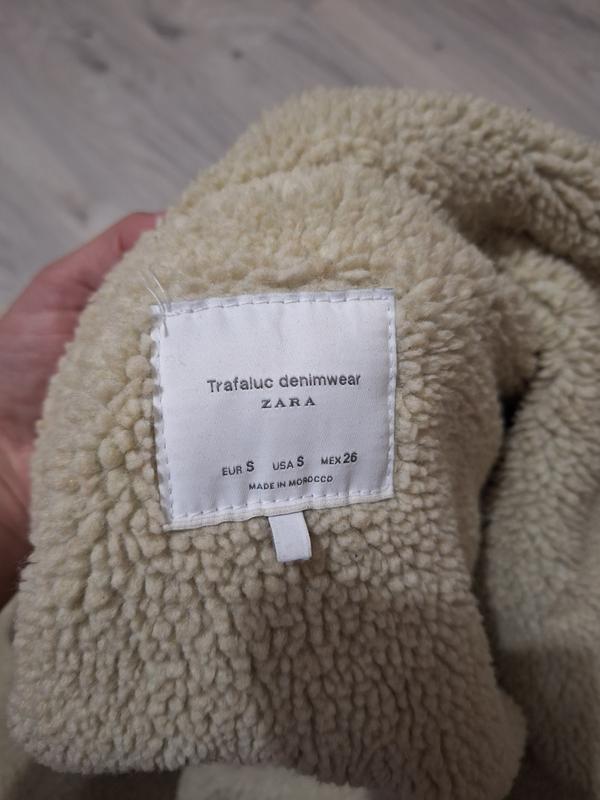 Trafaluc denimwear
ZARA
EUR S USA S MEX 26
MADE IN MOROCCO